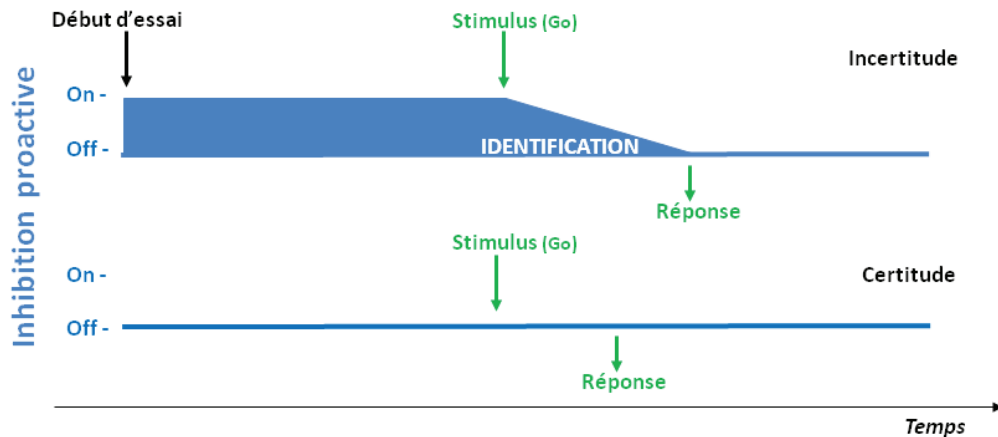 Début d’essai
Stimulus (Go)
Incertitude
Inhibition proactive
On -
Off -
IDENTIFICATION
Réponse
Stimulus (Go)
On -
Certitude
Off -
Réponse
Temps